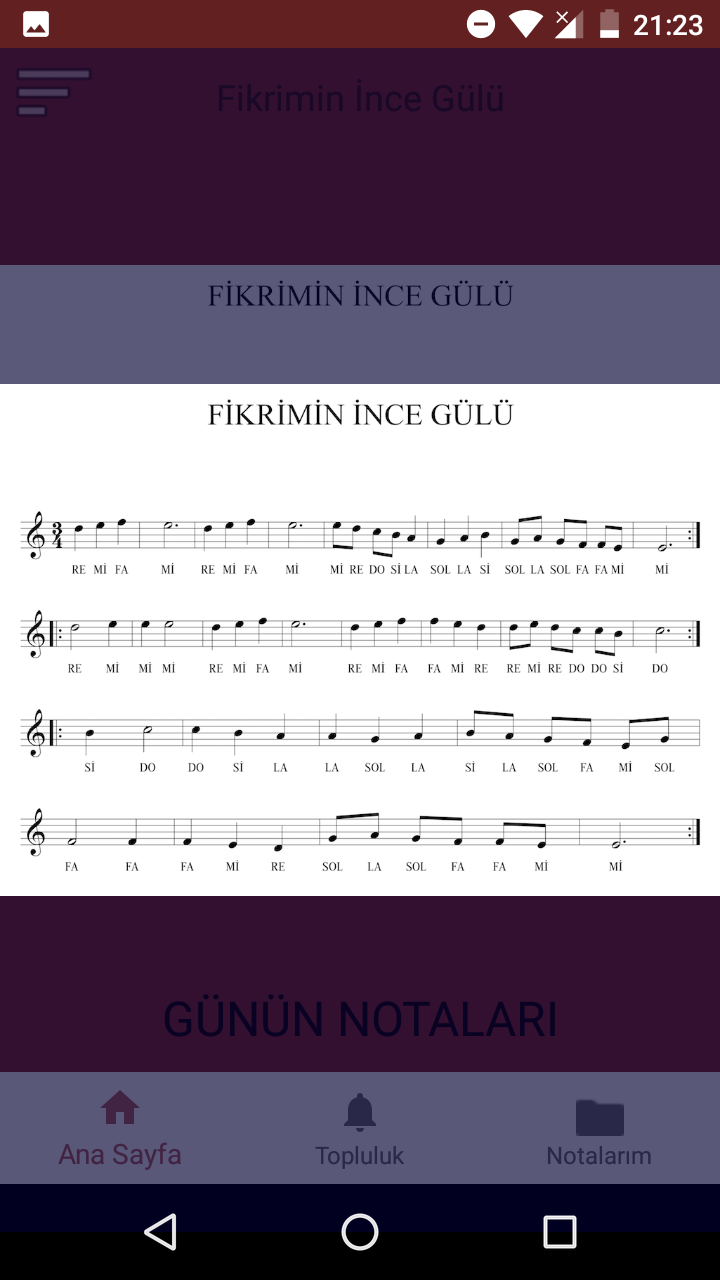 21:23
Fikrimin İnce Gülü
FİKRİMİN İNCE GÜLÜ
FİKRİMİN İNCE GÜLÜ
3
4
RE Mİ FA Mİ RE Mİ FA Mİ Mİ RE DO Sİ LA SOL LA Sİ SOL LA SOL FA FA Mİ Mİ
RE Mİ Mİ Mİ RE Mİ FA Mİ RE Mİ FA FA Mİ RE RE Mİ RE DO DO Sİ DO
Sİ DO DO Sİ LA LA SOL LA Sİ LA SOL FA Mİ SOL
FA FA FA Mİ RE SOL LA SOL FA FA Mİ Mİ
GÜNÜN NOTALARI
Ana Sayfa Topluluk Notalarım